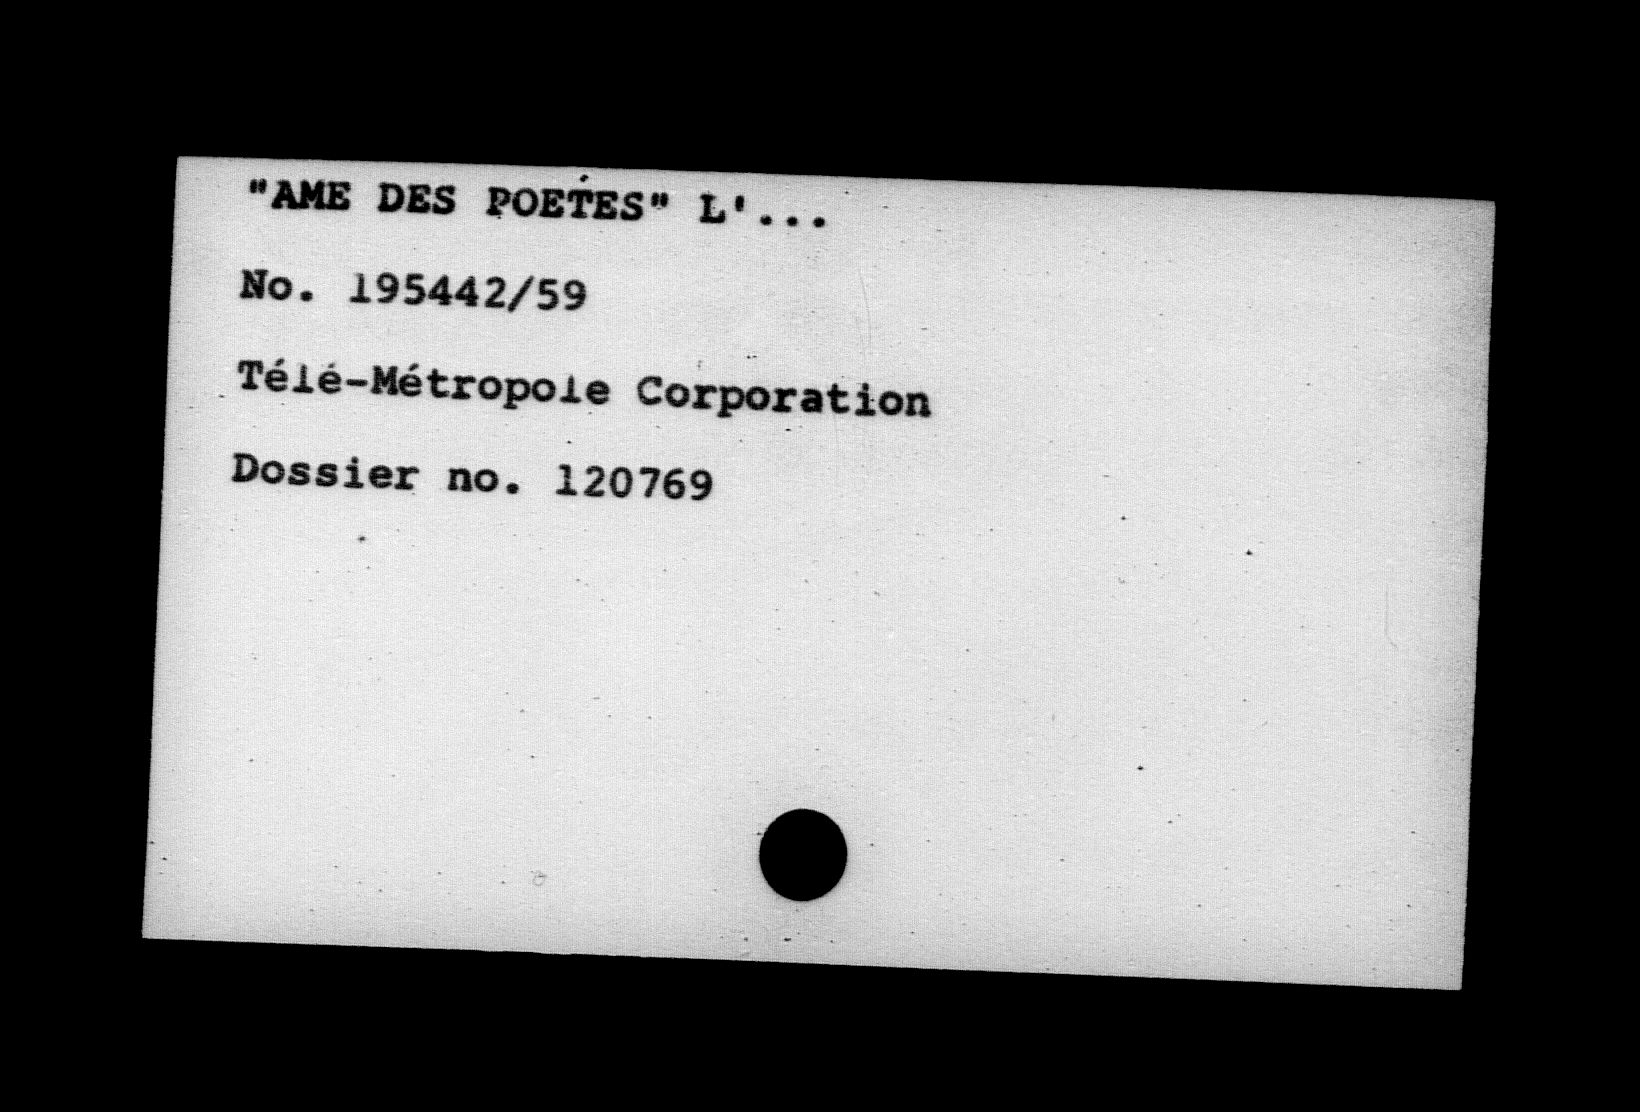 "AME DES POETES" L'...
No. 195442/59
Télé-Métropole Corporation
Dossier no. 120769